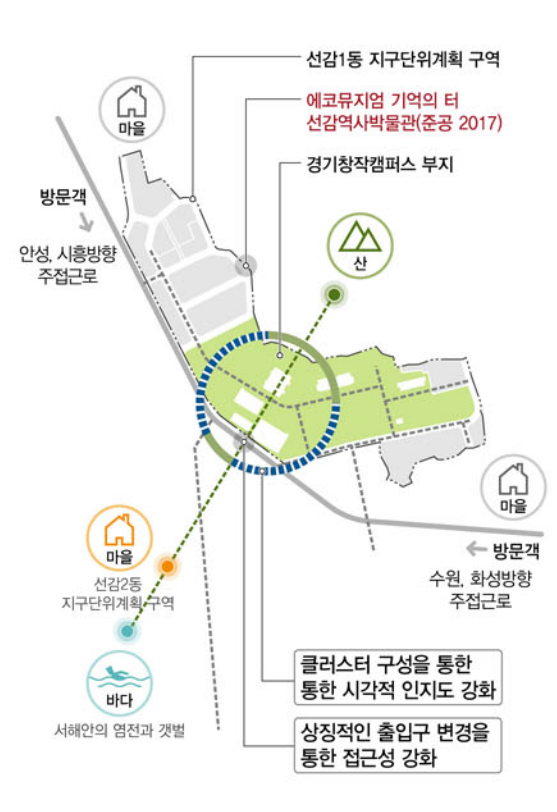 선감1동 지구단위계획 구역
에코뮤지엄 기억의 터
선감역사박물관(준공 2017)
경기창작캠퍼스 부지
마을
방문객
안성, 시흥방향
주접근로
산
마을
방문객
수원, 화성방향
주접근로
마을
선감2동
지구단위계획 구역
바다
서해안의 염전과 갯벌
클러스터 구성을 통한
통한 시각적 인지도 강화
상징적인 출입구 변경을
통한 접근성 강화